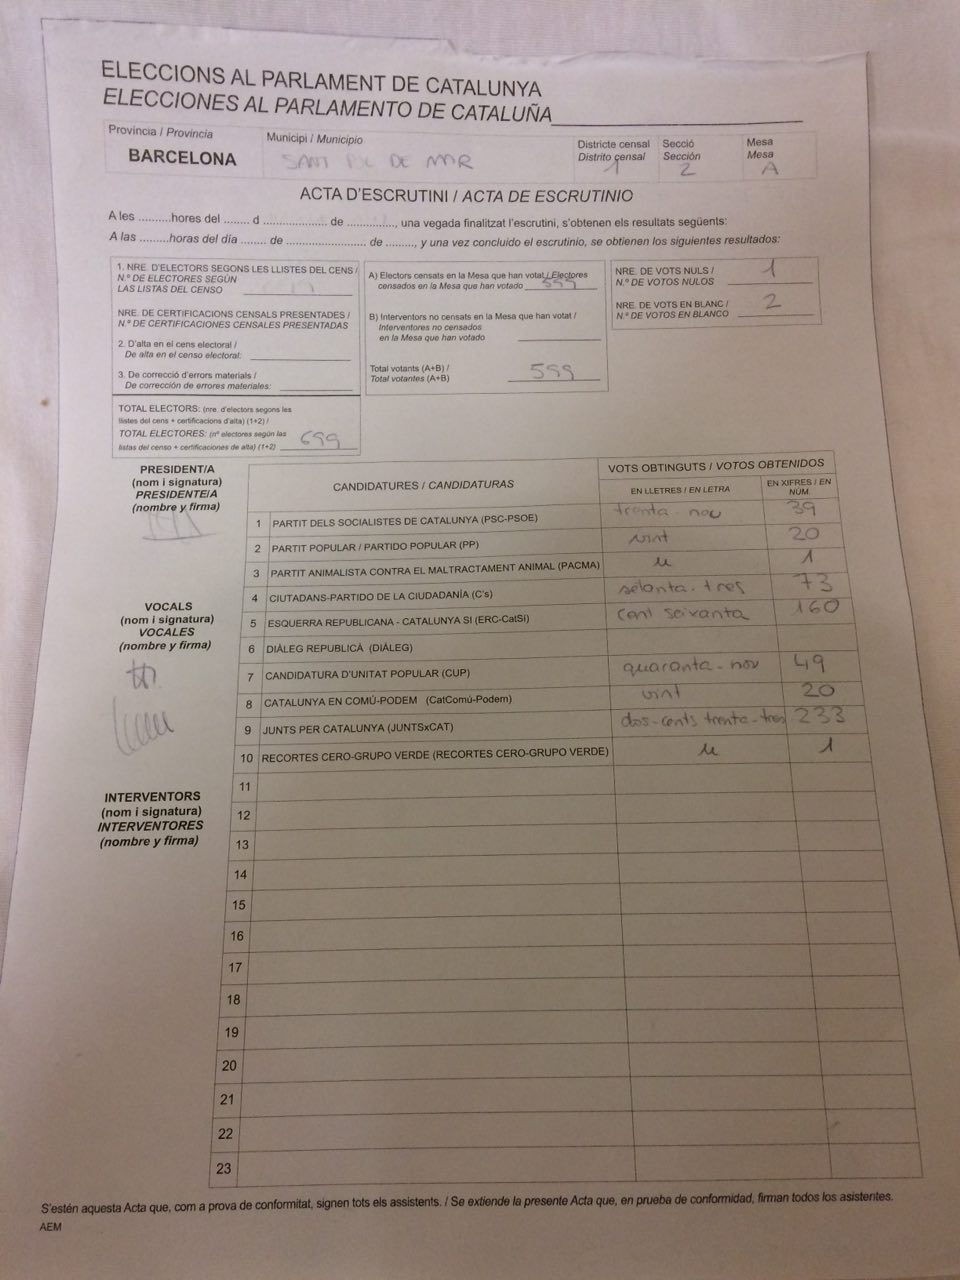 ELECCIONS AL PARLAMENT DE CATALUNYA
ELECCIONES AL PARLAMENTO DE CATALUÑA
Provincia / Provincia
BARCELONA
Municipi / Municipio
SANT POL DE MAR
Districte censal
Distrito censal
1
Secció
Sección
2
Mesa
Mesa
A
ACTA D'ESCRUTINI / ACTA DE ESCRUTINIO
A les ..........hores del ........ d .................... de ..............., una vegada finalitzat l'escrutini, s'obtenen els resultats següents:
A las .........horas del día ........ de ......................... de ........., y una vez concluido el escrutinio, se obtienen los siguientes resultados:
1. NRE. D'ELECTORS SEGONS LES LLISTES DEL CENS /
N.º DE ELECTORES SEGÚN
LAS LISTAS DEL CENSO
NRE. DE CERTIFICACIONS CENSALS PRESENTADES /
N.º DE CERTIFICACIONES CENSALES PRESENTADAS
2. D'alta en el cens electoral /
De alta en el censo electoral:
3. De correcció d'errors materials /
De corrección de errores materiales:
TOTAL ELECTORS: (nre. d'electors segons les
llistes del cens + certificacions d'alta) (1+2) /
TOTAL ELECTORES: (nº electores según las
listas del censo + certificaciones de alta) (1+2) 699
A) Electors censats en la Mesa que han votat / Electores
censados en la Mesa que han votado 599
B) Interventors no censats en la Mesa que han votat /
Interventores no censados
en la Mesa que han votado
Total votants (A+B) /
Total votantes (A+B) 599
NRE. DE VOTS NULS /
N.º DE VOTOS NULOS 1
NRE. DE VOTS EN BLANC /
N.º DE VOTOS EN BLANCO 2
PRESIDENT/A
(nom i signatura)
PRESIDENTE/A
(nombre y firma)
VOCALS
(nom i signatura)
VOCALES
(nombre y firma)
INTERVENTORS
(nom i signatura)
INTERVENTORES
(nombre y firma)
CANDIDATURES / CANDIDATURAS
VOTS OBTINGUTS / VOTOS OBTENIDOS
EN LLETRES / EN LETRA
EN XIFRES / EN NÚM.
1 PARTIT DELS SOCIALISTES DE CATALUNYA (PSC-PSOE) trenta-nou 39
2 PARTIT POPULAR / PARTIDO POPULAR (PP) vint 20
3 PARTIT ANIMALISTA CONTRA EL MALTRACTAMENT ANIMAL (PACMA) u 1
4 CIUTADANS-PARTIDO DE LA CIUDADANÍA (C's) setanta-tres 73
5 ESQUERRA REPUBLICANA - CATALUNYA SI (ERC-CatSI) cent seixanta 160
6 DIÀLEG REPUBLICÀ (DIÀLEG)
7 CANDIDATURA D'UNITAT POPULAR (CUP) quaranta-nou 49
8 CATALUNYA EN COMÚ-PODEM (CatComú-Podem) vint 20
9 JUNTS PER CATALUNYA (JUNTSxCAT) dos-cents trenta-tres 233
10 RECORTES CERO-GRUPO VERDE (RECORTES CERO-GRUPO VERDE) u 1
11
12
13
14
15
16
17
18
19
20
21
22
23
S'estén aquesta Acta que, com a prova de conformitat, signen tots els assistents. / Se extiende la presente Acta que, en prueba de conformidad, firman todos los asistentes.
AEM